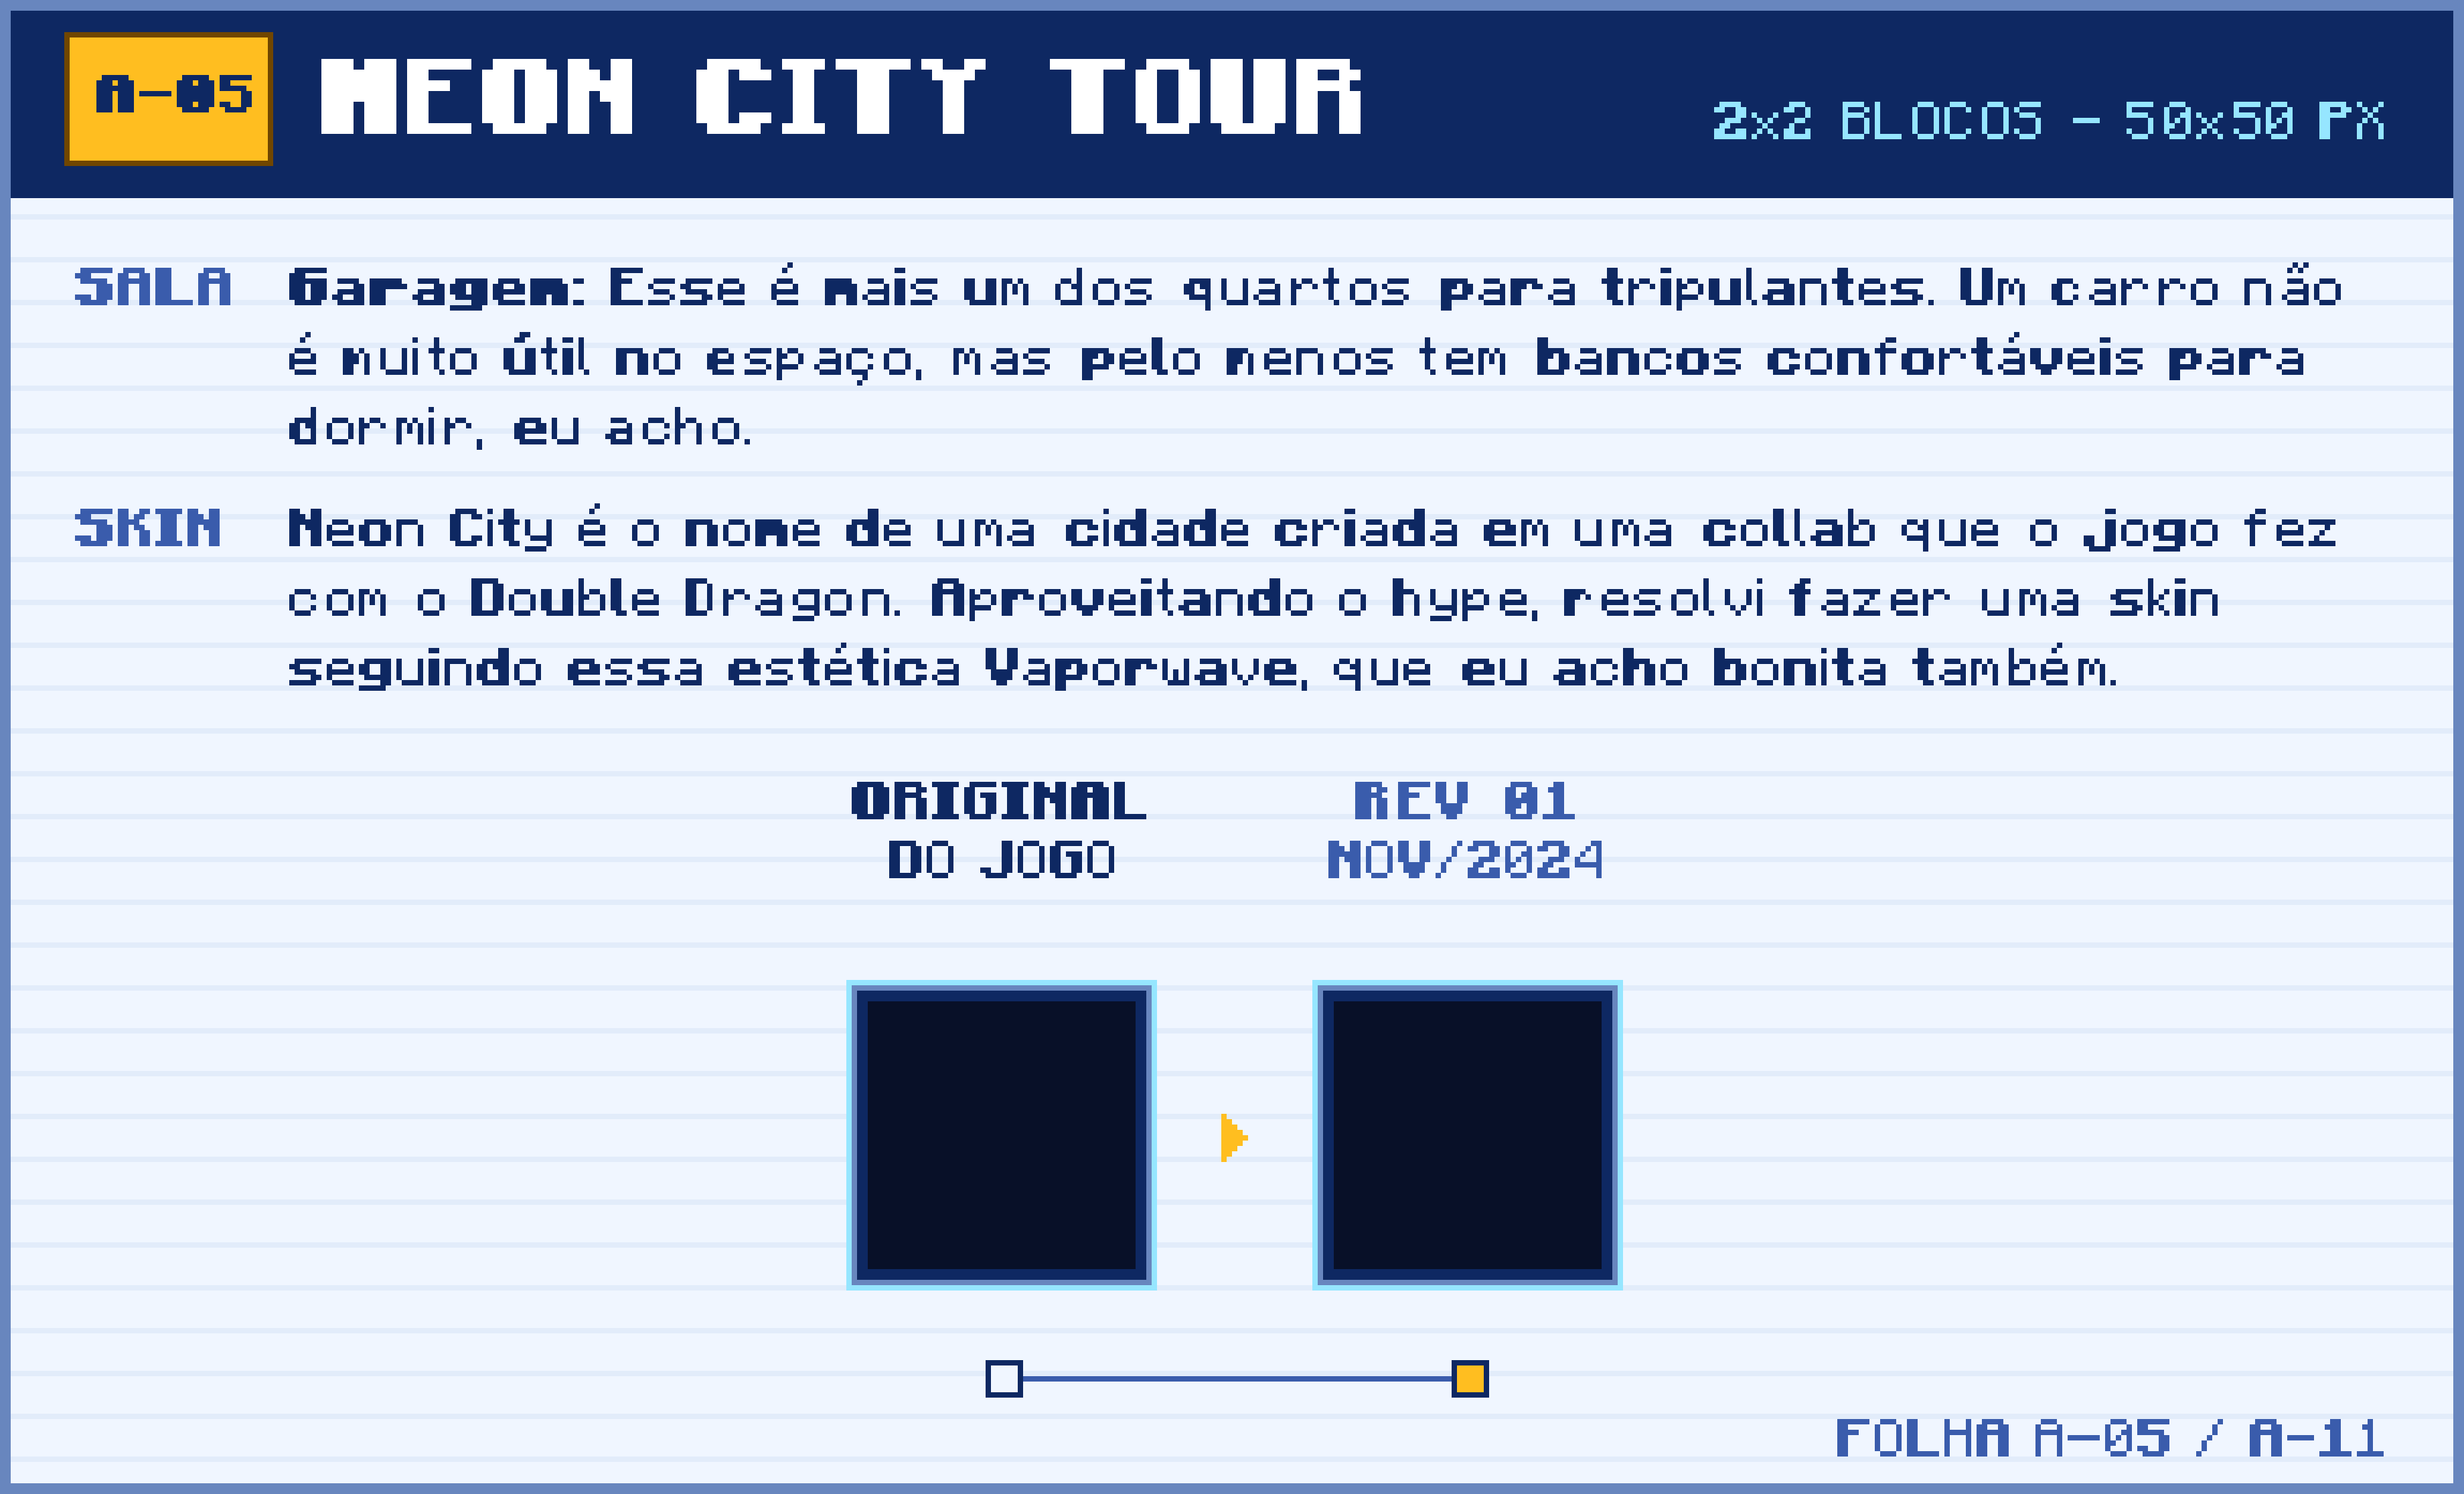 A-05 NEON CITY TOUR 2x2 BLOCOS - 50x50 PX
SALA Garagem: Esse é mais um dos quartos para tripulantes. Um carro não
é muito útil no espaço, mas pelo menos tem bancos confortáveis para
dormir, eu acho.
SKIN Neon City é o nome de uma cidade criada em uma collab que o jogo fez
com o Double Dragon. Aproveitando o hype, resolvi fazer uma skin
seguindo essa estética Vaporwave, que eu acho bonita também.
ORIGINAL REV 01
DO JOGO NOV/2024
FOLHA A-05 / A-11